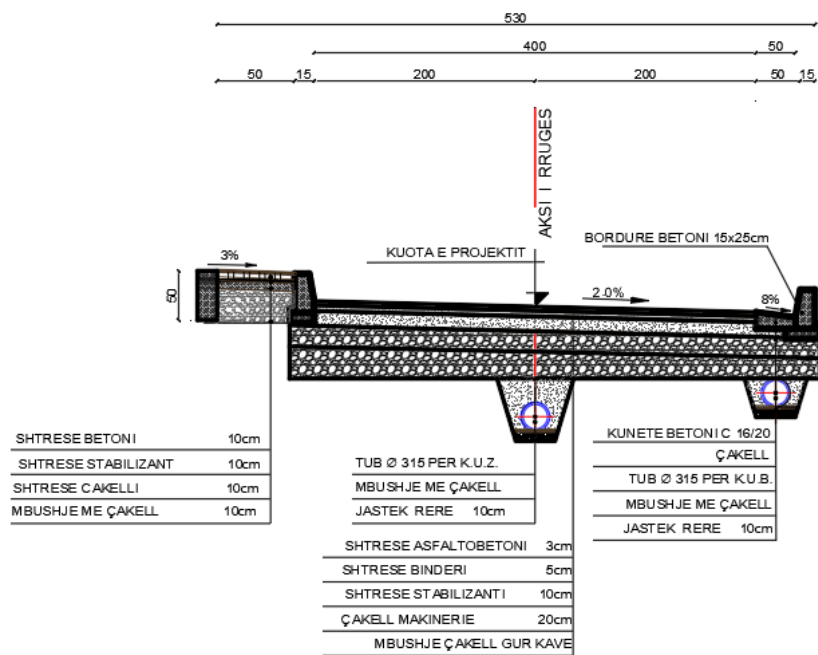 530
400 50
50 15 200 200 50 15
AKSI I RRUGES
BORDURE BETONI 15x25cm
KUOTA E PROJEKTIT
3%
2.0%
8%
50
SHTRESE BETONI 10cm
SHTRESE STABILIZANT 10cm
SHTRESE CAKELLI 10cm
MBUSHJE ME ÇAKELL 10cm
TUB Ø 315 PER K.U.Z.
MBUSHJE ME ÇAKELL
JASTEK RERE 10cm
KUNETE BETONI C 16/20
ÇAKELL
TUB Ø 315 PER K.U.B.
MBUSHJE ME ÇAKELL
JASTEK RERE 10cm
SHTRESE ASFALTOBETONI 3cm
SHTRESE BINDERI 5cm
SHTRESE STABILIZANTI 10cm
ÇAKELL MAKINERIE 20cm
MBUSHJE ÇAKELL GUR KAVE